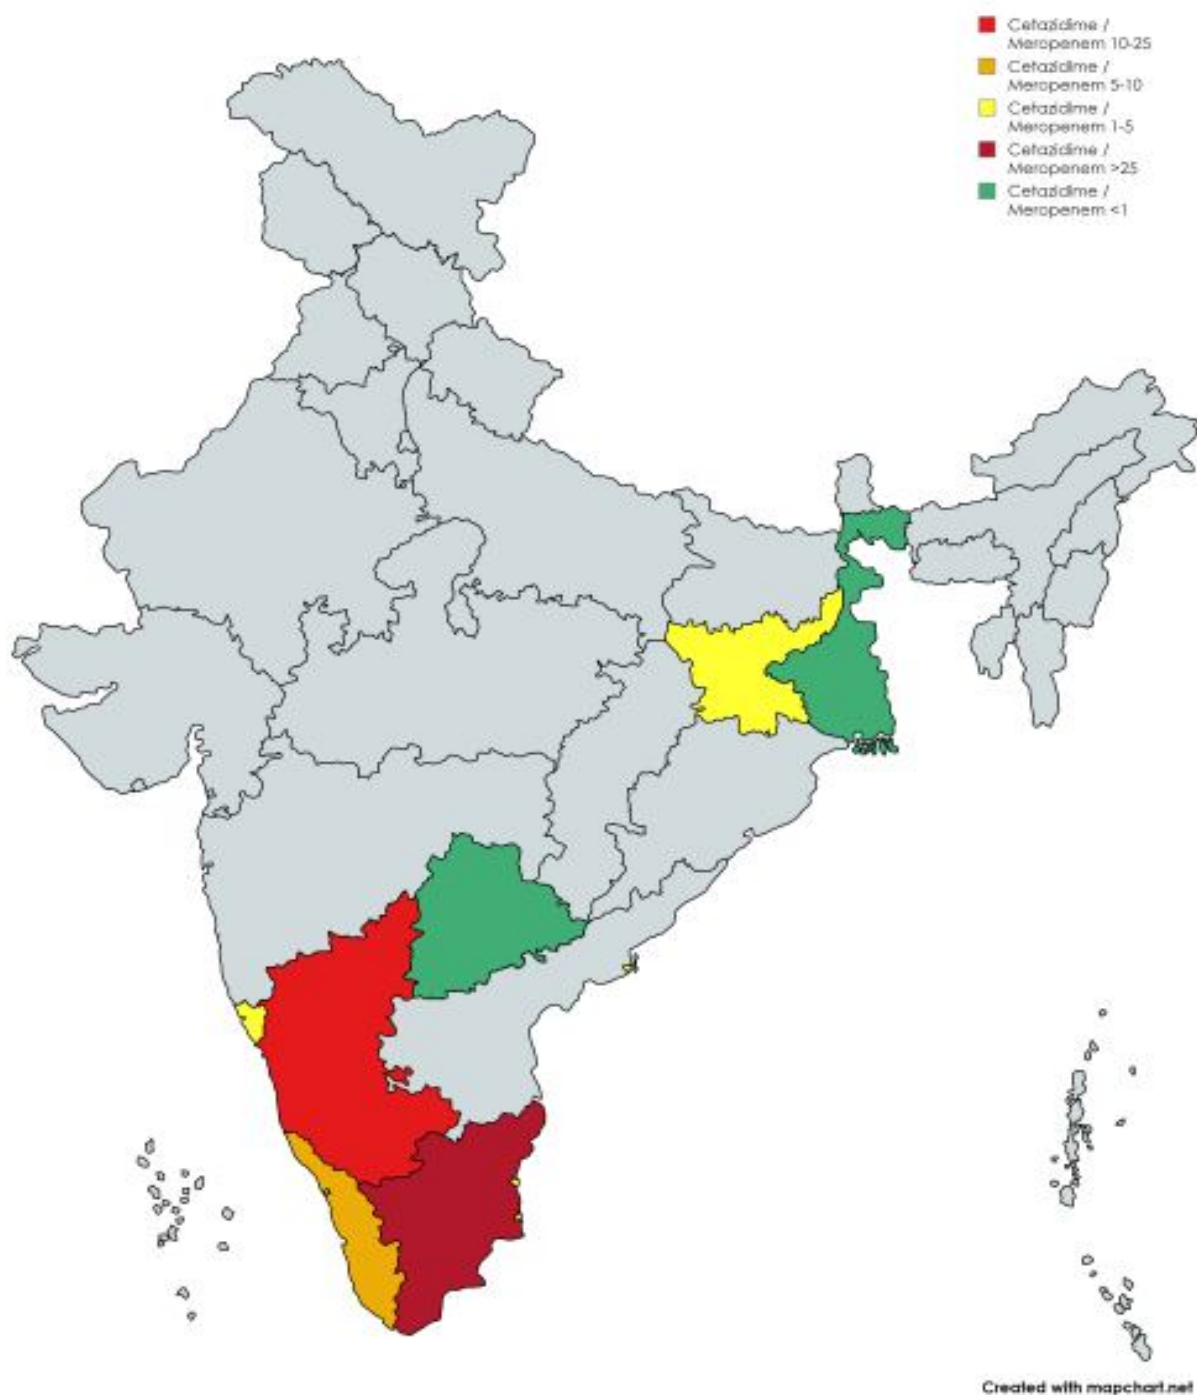 Cefazidime /
Meropenem 10-25
Cefazidime /
Meropenem 5-10
Cefazidime /
Meropenem 1-5
Cefazidime /
Meropenem >25
Cefazidime /
Meropenem <1
Created with mapchart.net